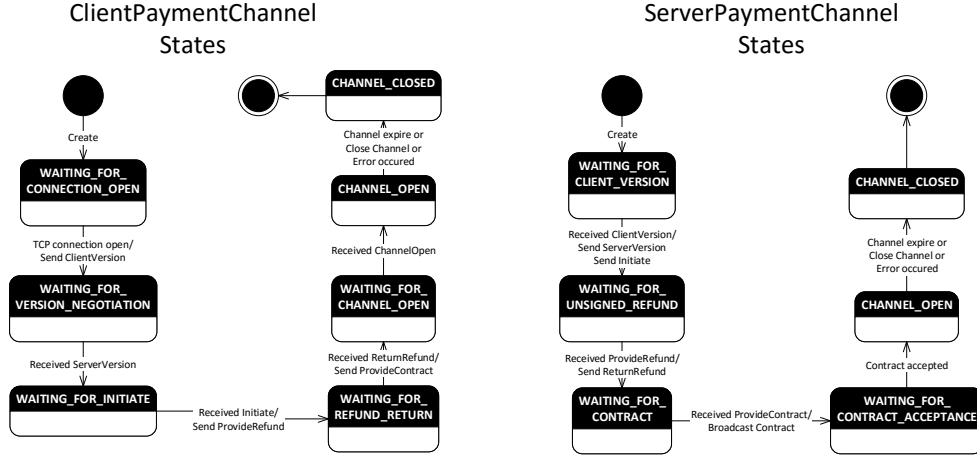 ClientPaymentChannel
States
Create
WAITING_FOR_
CONNECTION_OPEN
TCP connection open/
Send ClientVersion
WAITING_FOR_
VERSION_NEGOTIATION
Received ServerVersion
WAITING_FOR_INITIATE
Received Initiate/
Send ProvideRefund
WAITING_FOR_
REFUND_RETURN
Received ReturnRefund/
Send ProvideContract
WAITING_FOR_
CHANNEL_OPEN
Received ChannelOpen
CHANNEL_OPEN
Channel expire or
Close Channel or
Error occured
CHANNEL_CLOSED
ServerPaymentChannel
States
Create
WAITING_FOR_
CLIENT_VERSION
Received ClientVersion/
Send ServerVersion
Send Initiate
WAITING_FOR_
UNSIGNED_REFUND
Received ProvideRefund/
Send ReturnRefund
WAITING_FOR_
CONTRACT
Received ProvideContract/
Broadcast Contract
WAITING_FOR_
CONTRACT_ACCEPTANCE
Contract accepted
CHANNEL_OPEN
Channel expire or
Close Channel or
Error occured
CHANNEL_CLOSED